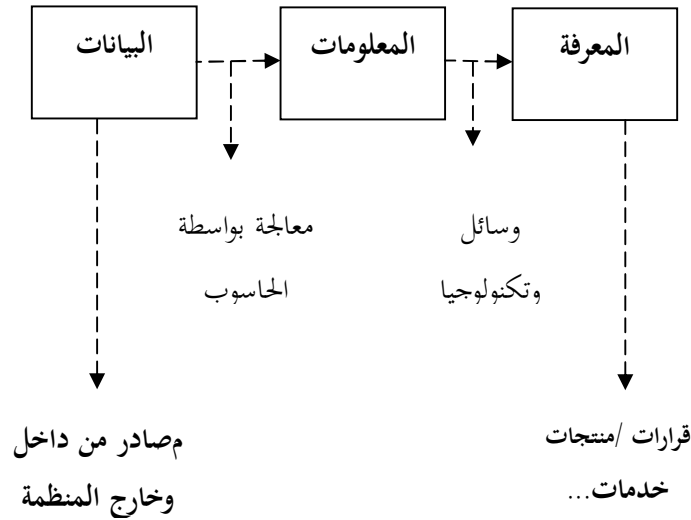 المعرفة
المعلومات
البيانات
وسائل
وتكنولوجيا
معالجة بواسطة
الحاسوب
قرارات /منتجات
خدمات...
مصادر من داخل
وخارج المنظمة